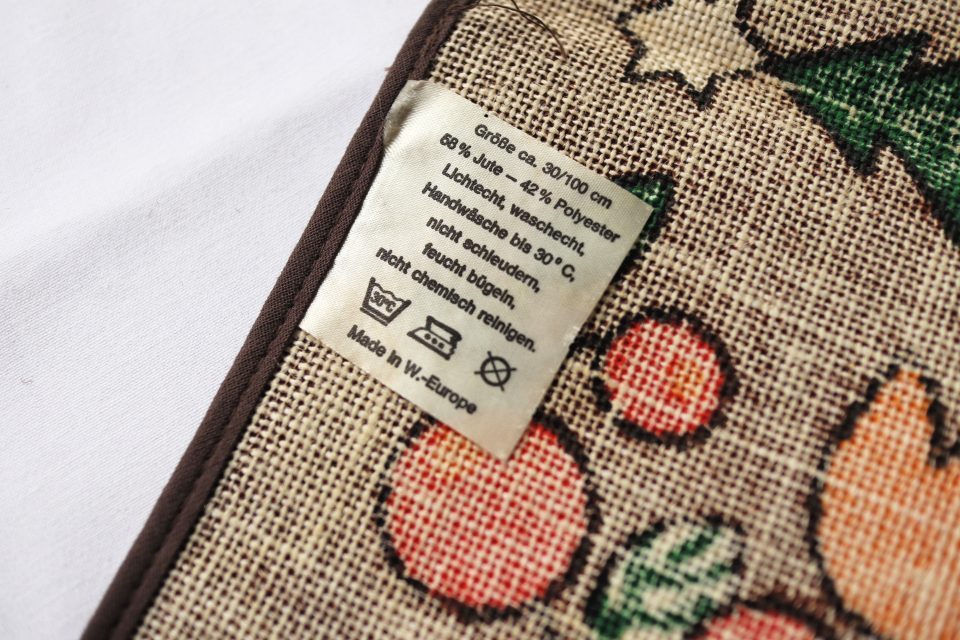 Größe ca. 30/100 cm
58% Jute – 42% Polyester
Lichtecht, waschecht,
Handwäsche bis 30°C,
nicht schleudern,
feucht bügeln,
nicht chemisch reinigen.
30°C
Made in W.-Europe